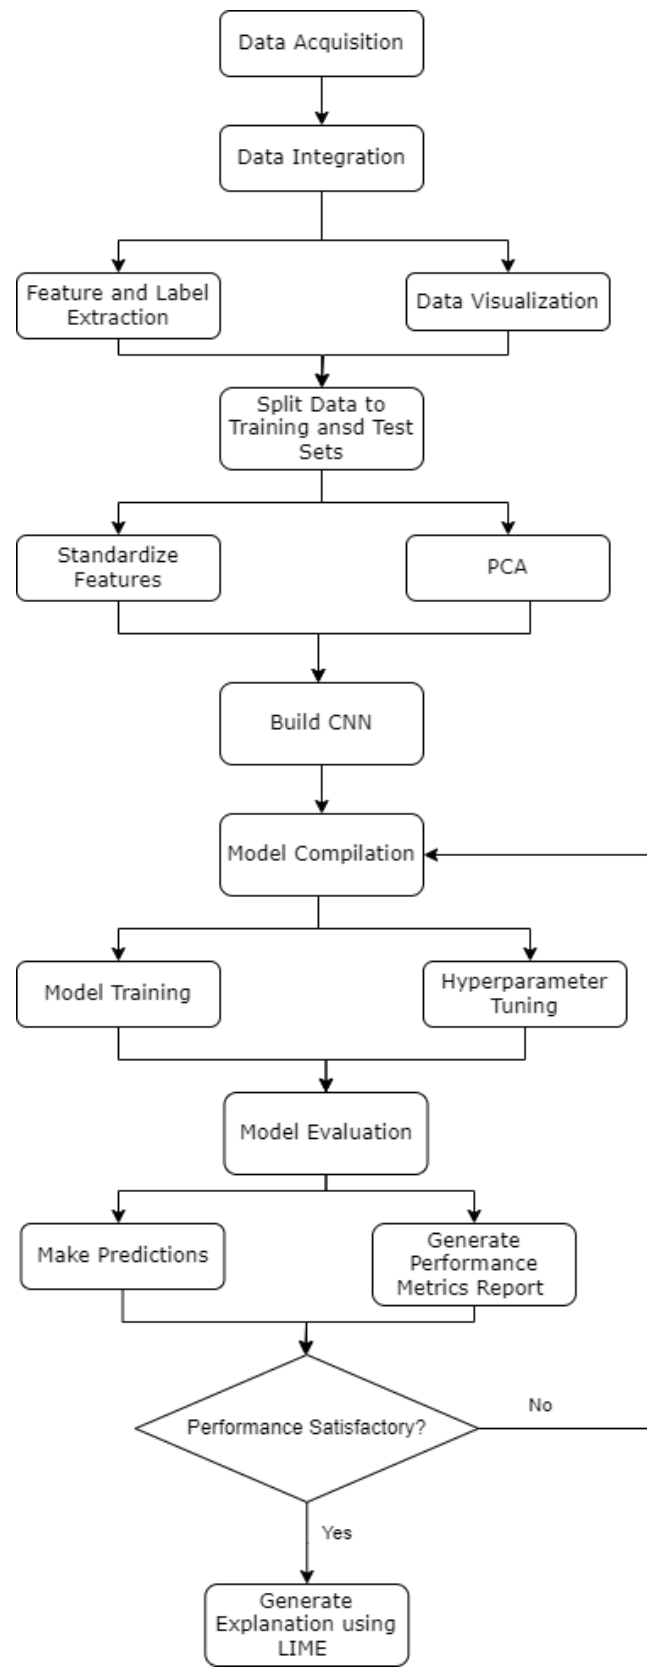 Data Acquisition
Data Integration
Feature and Label
Extraction
Data Visualization
Split Data to
Training ansd Test
Sets
Standardize
Features
PCA
Build CNN
Model Compilation
Model Training
Hyperparameter
Tuning
Model Evaluation
Make Predictions
Generate
Performance
Metrics Report
Performance Satisfactory?
No
Yes
Generate
Explanation using
LIME